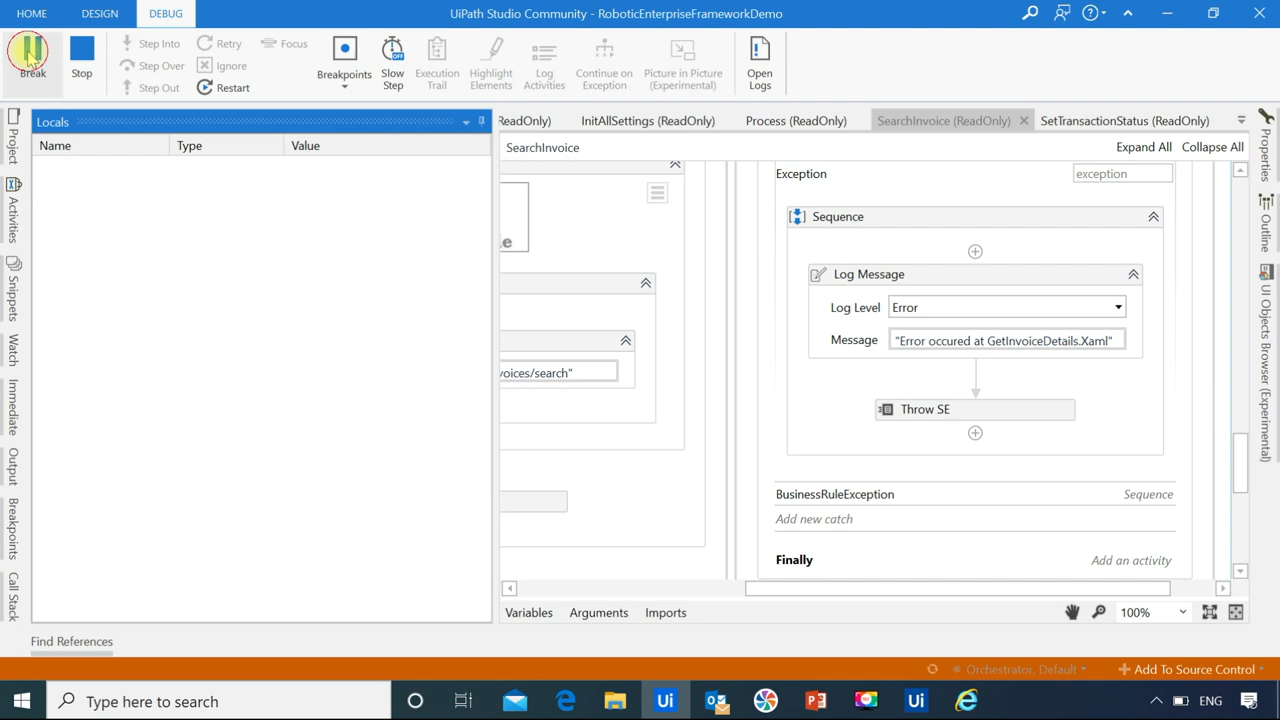 HOME DESIGN DEBUG UiPath Studio Community - RoboticEnterpriseFrameworkDemo
Break
Stop
Step Into
Step Over
Step Out
Retry
Ignore
Restart
Focus
Breakpoints
Slow
Step
Execution
Trail
Highlight
Elements
Log
Activities
Continue on
Exception
Picture in Picture
(Experimental)
Open
Logs
Locals
Name Type Value
Project
Activities
Snippets
Watch
Immediate
Output
Breakpoints
Call Stack
ReadOnly) InitAllSettings (ReadOnly) Process (ReadOnly) SearchInvoice (ReadOnly) SetTransactionStatus (ReadOnly)
SearchInvoice Expand All Collapse All
Exception exception
Sequence
Log Message
Log Level Error
Message "Error occured at GetInvoiceDetails.Xaml"
Throw SE
voices/search"
BusinessRuleException Sequence
Add new catch
Finally Add an activity
Variables Arguments Imports 100%
Properties
Outline
UI Objects Browser (Experimental)
Find References
Orchestrator, Default Add To Source Control
Type here to search
ENG